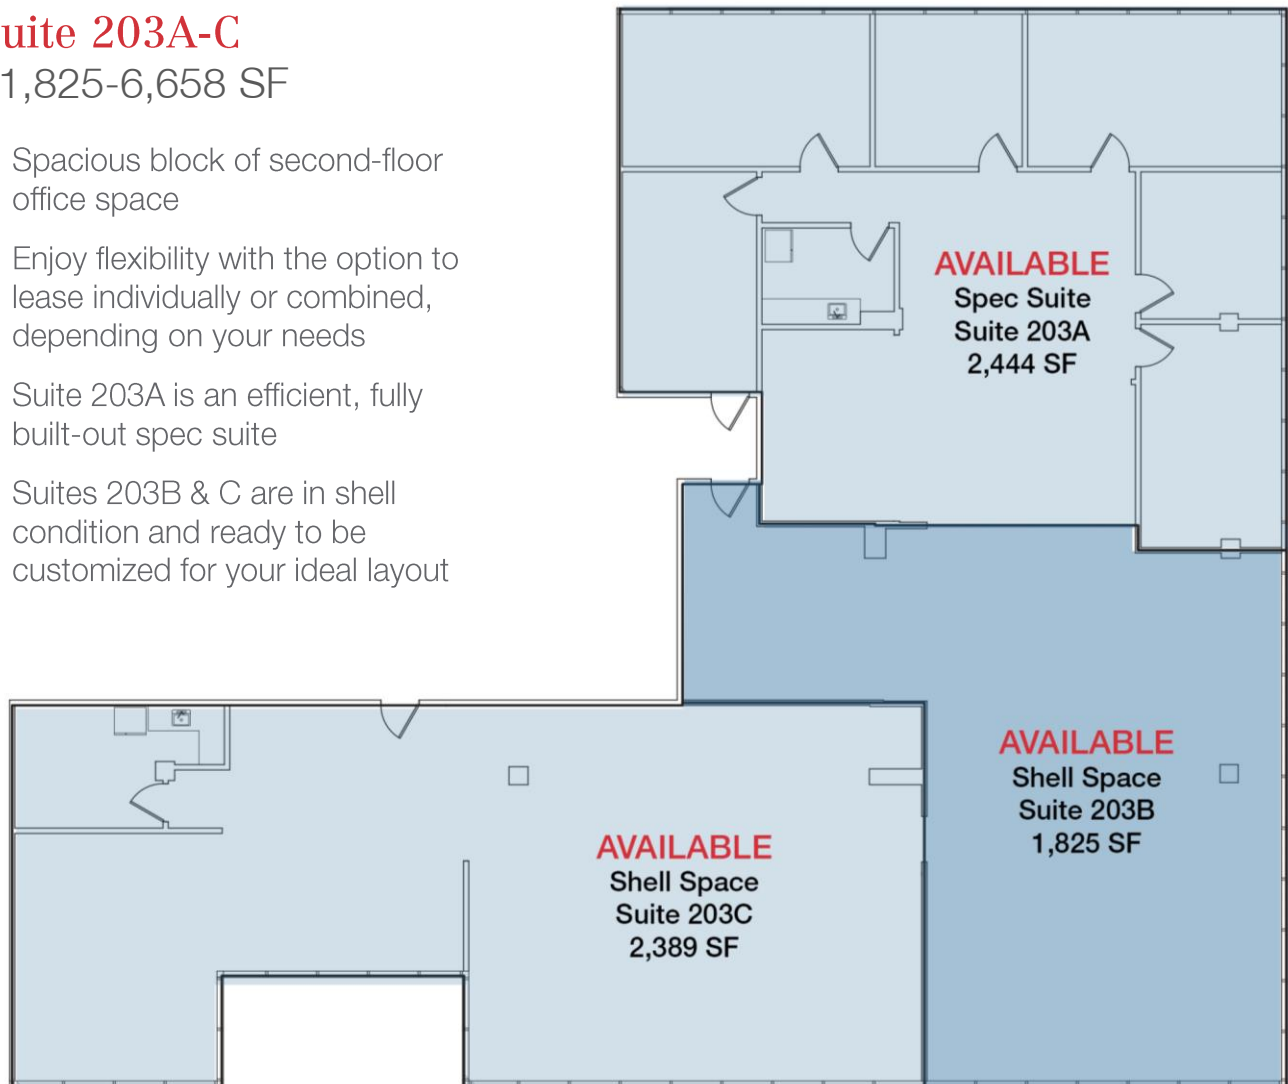 uite 203A-C
1,825-6,658 SF
Spacious block of second-floor
office space
Enjoy flexibility with the option to
lease individually or combined,
depending on your needs
Suite 203A is an efficient, fully
built-out spec suite
Suites 203B & C are in shell
condition and ready to be
customized for your ideal layout
AVAILABLE
Spec Suite
Suite 203A
2,444 SF
AVAILABLE
Shell Space
Suite 203B
1,825 SF
AVAILABLE
Shell Space
Suite 203C
2,389 SF